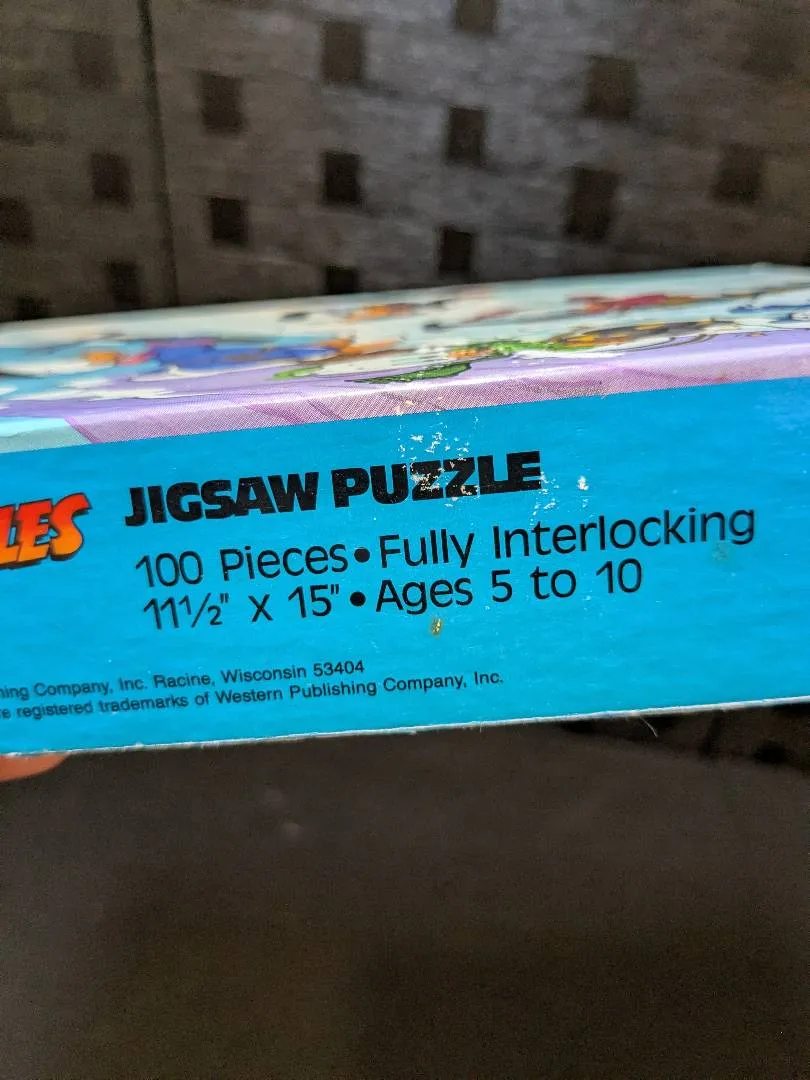 LES
JIGSAW PUZZLE
100 Pieces • Fully Interlocking
11½" X 15" • Ages 5 to 10
hing Company, Inc. Racine, Wisconsin 53404
e registered trademarks of Western Publishing Company, Inc.